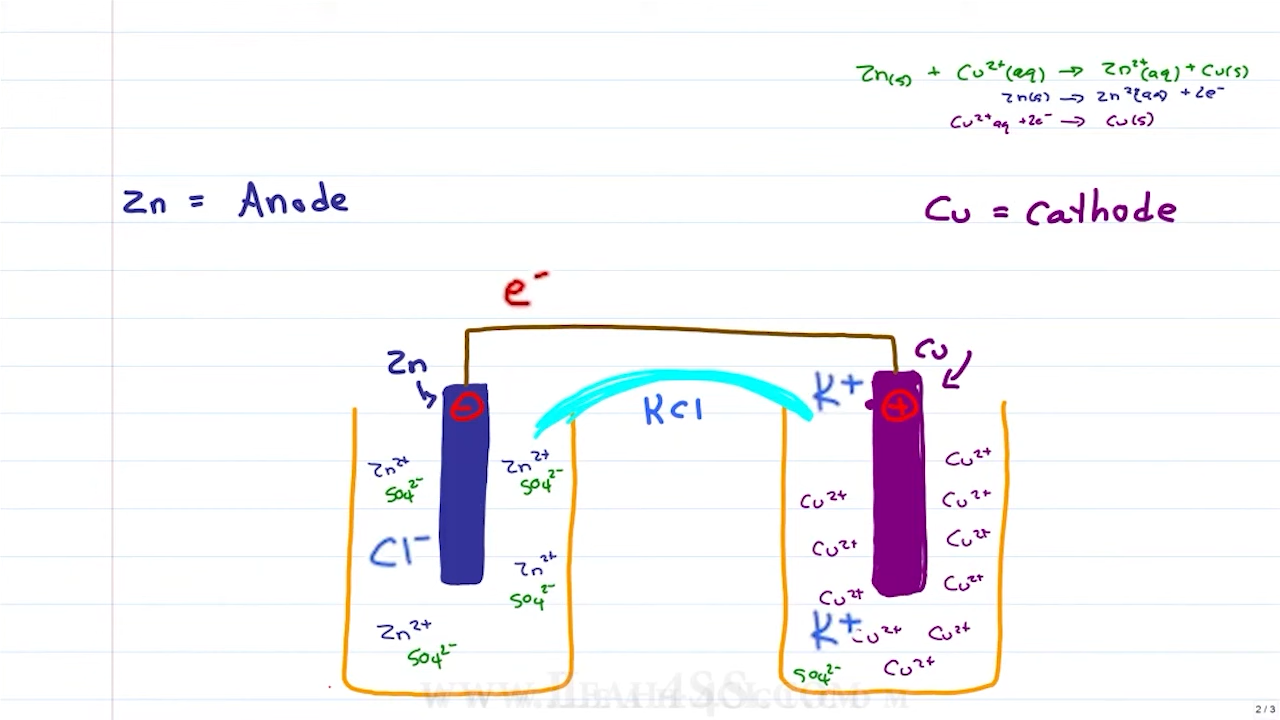 Zn(s) + Cu²⁺(aq) → Zn²⁺(aq) + Cu(s)
Zn(s) → Zn²⁺(aq) + 2e⁻
Cu²⁺aq + 2e⁻ → Cu(s)
Zn = Anode
Cu = Cathode
e⁻
Zn
Cu
K+
− +
KCl
Zn²⁺ Zn²⁺ Cu²⁺
SO₄²⁻ SO₄²⁻
Cu²⁺ Cu²⁺
Cl⁻ Cu²⁺ Cu²⁺
Zn²⁺ Cu²⁺
SO₄²⁻ Cu²⁺
Zn²⁺ K+ Cu²⁺ Cu²⁺
SO₄²⁻ SO₄²⁻ Cu²⁺
2 / 3